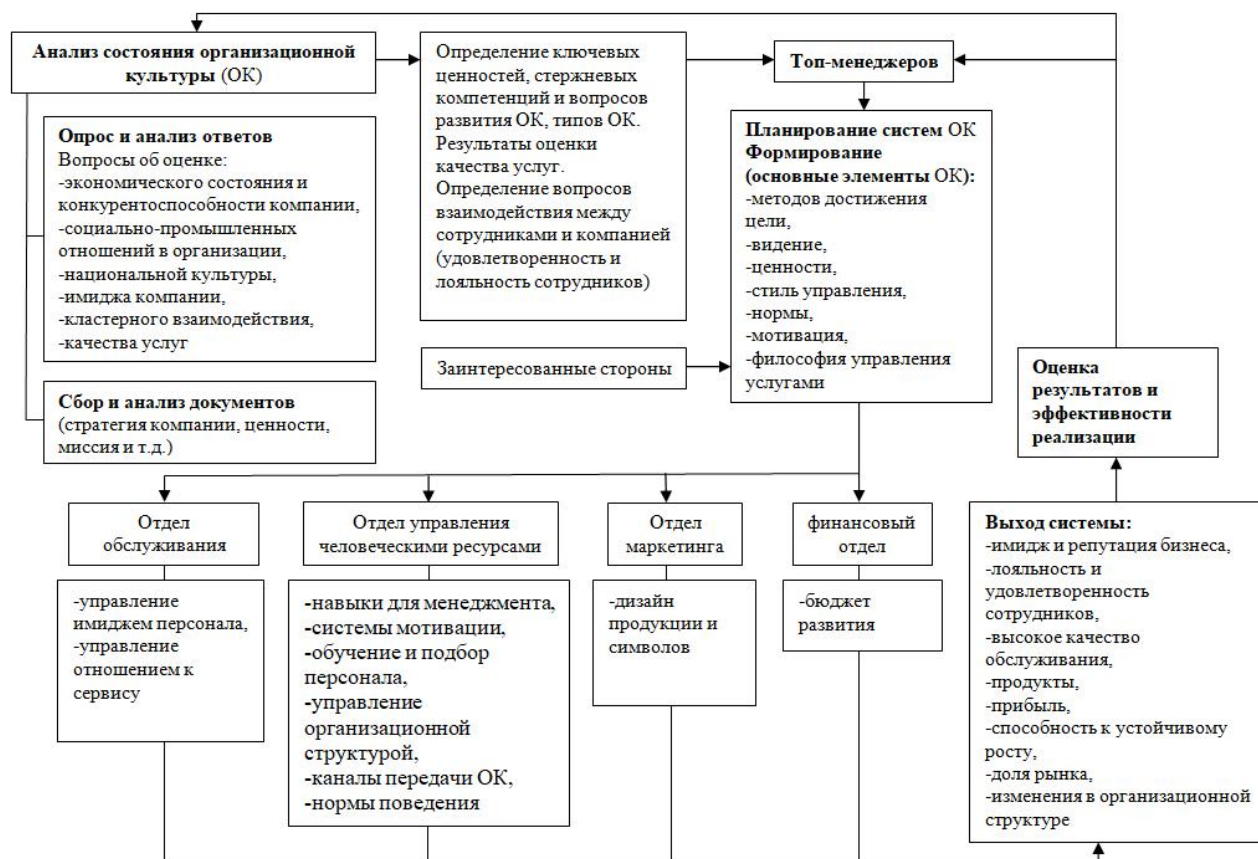 Анализ состояния организационной
культуры (ОК)
Определение ключевых
ценностей, стержневых
компетенций и вопросов
развития ОК, типов ОК.
Результаты оценки
качества услуг.
Определение вопросов
взаимодействия между
сотрудниками и компанией
(удовлетворенность и
лояльность сотрудников)
Топ-менеджеров
Опрос и анализ ответов
Вопросы об оценке:
-экономического состояния и
конкурентоспособности компании,
-социально-промышленных
отношений в организации,
-национальной культуры,
-имиджа компании,
-кластерного взаимодействия,
-качества услуг
Планирование систем ОК
Формирование
(основные элементы ОК):
-методов достижения
цели,
-видение,
-ценности,
-стиль управления,
-нормы,
-мотивация,
-философия управления
услугами
Заинтересованные стороны
Сбор и анализ документов
(стратегия компании, ценности,
миссия и т.д.)
Оценка
результатов и
эффективности
реализации
Отдел
обслуживания
Отдел управления
человеческими ресурсами
Отдел
маркетинга
финансовый
отдел
-управление
имиджем персонала,
-управление
отношением к
сервису
-навыки для менеджмента,
-системы мотивации,
-обучение и подбор
персонала,
-управление
организационной
структурой,
-каналы передачи ОК,
-нормы поведения
-дизайн
продукции и
символов
-бюджет
развития
Выход системы:
-имидж и репутация бизнеса,
-лояльность и
удовлетворенность
сотрудников,
-высокое качество
обслуживания,
-продукты,
-прибыль,
-способность к устойчивому
росту,
-доля рынка,
-изменения в организационной
структуре